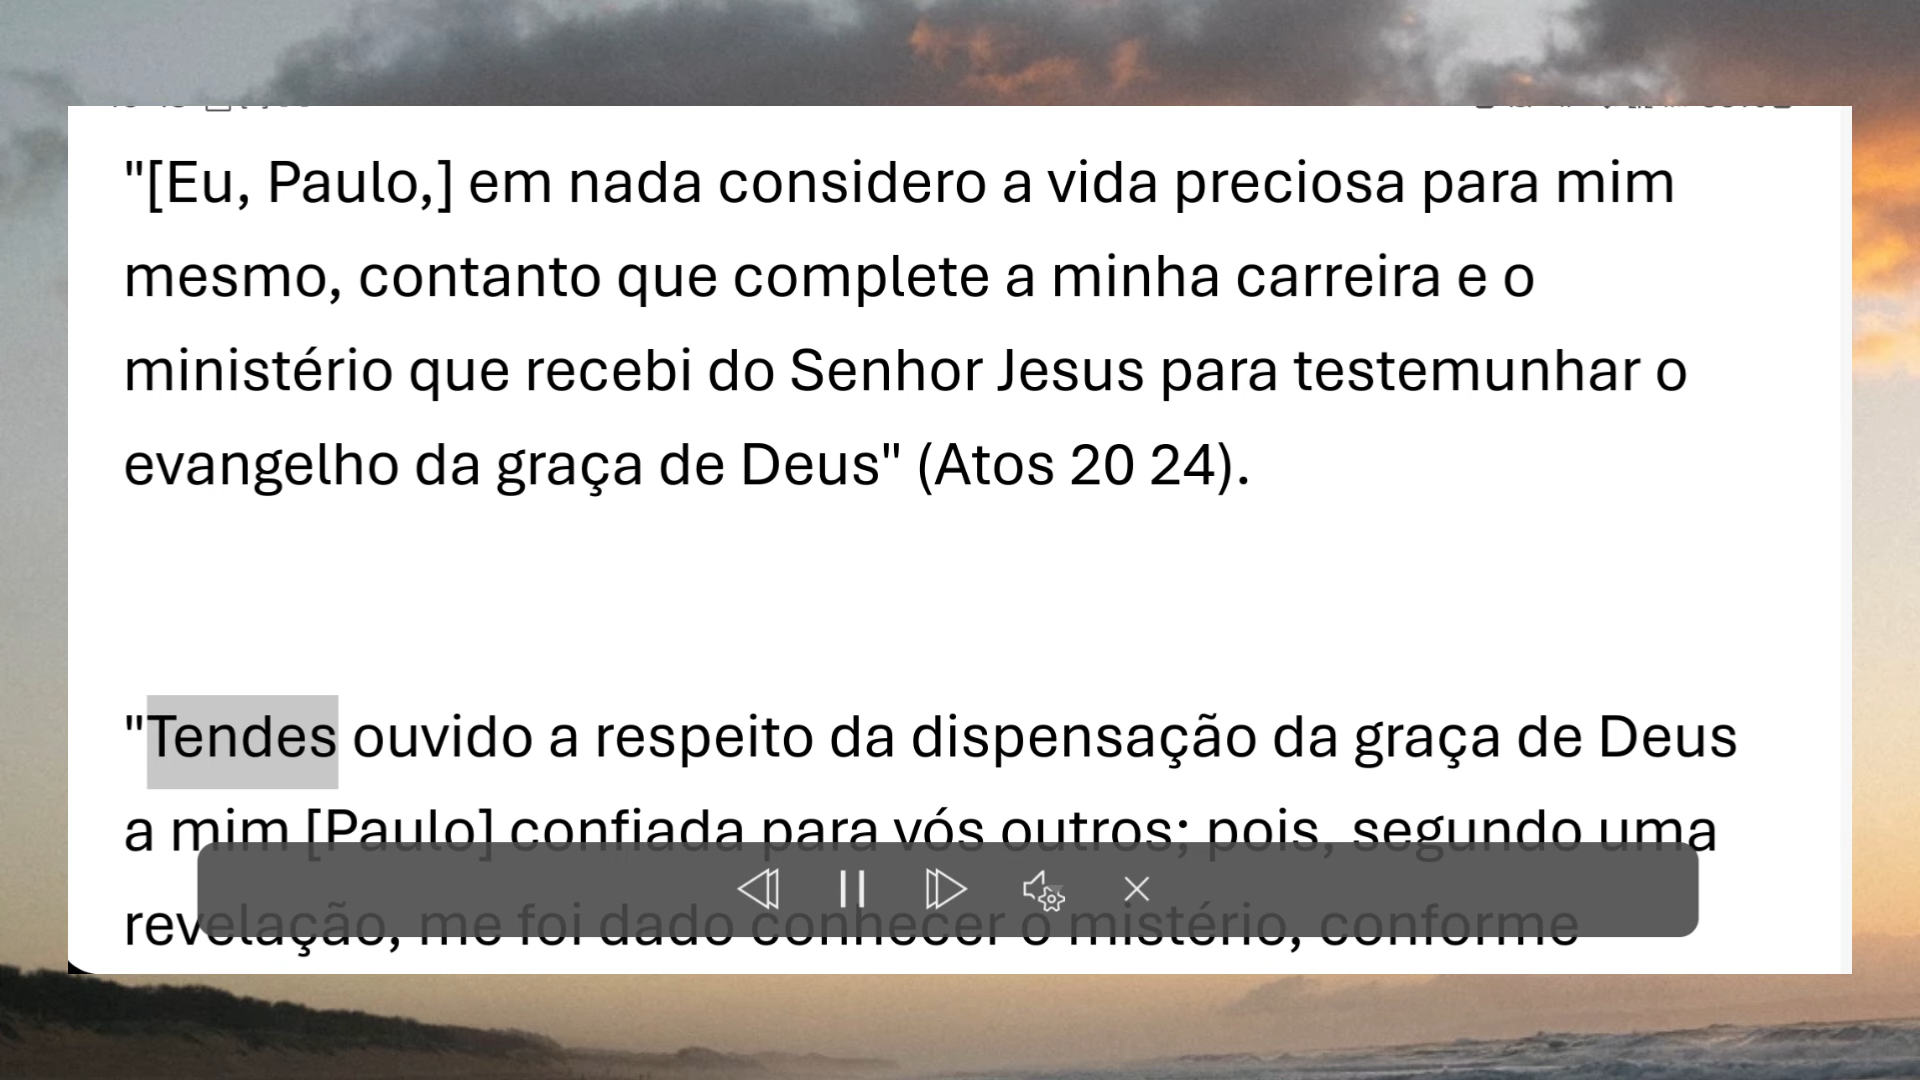 "[Eu, Paulo,] em nada considero a vida preciosa para mim
mesmo, contanto que complete a minha carreira e o
ministério que recebi do Senhor Jesus para testemunhar o
evangelho da graça de Deus" (Atos 20 24).
"Tendes ouvido a respeito da dispensação da graça de Deus
a mim [Paulo] confiada para vós outros; pois, segundo uma
revelação, me foi dado conhecer o mistério, conforme